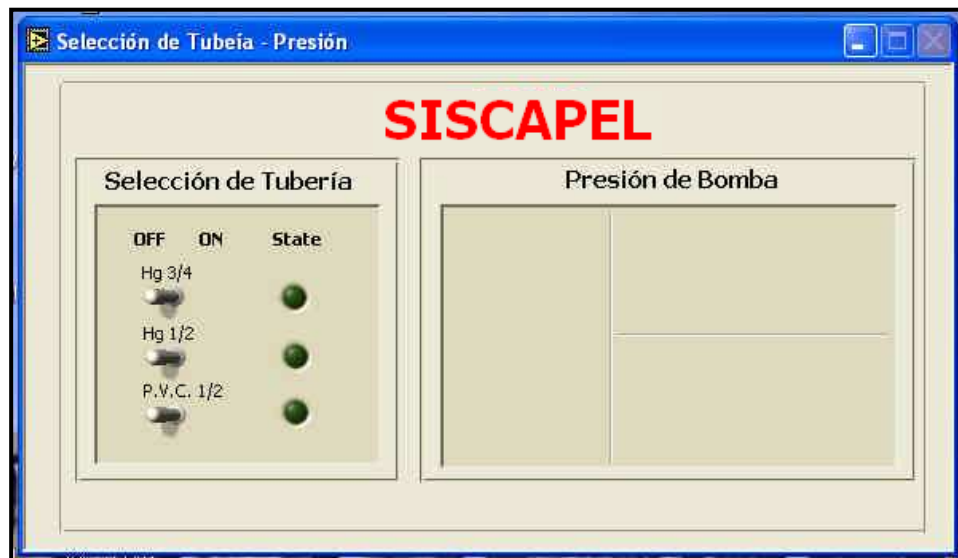 Selección de Tubeía - Presión
SISCAPEL
Selección de Tubería
OFF ON State
Hg 3/4
Hg 1/2
P.V.C. 1/2
Presión de Bomba